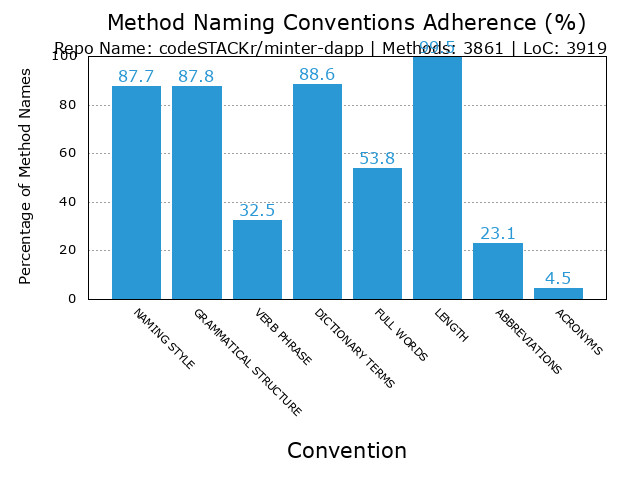 Method Naming Conventions Adherence (%)
Repo Name: codeSTACKr/minter-dapp | Methods: 3861 | LoC: 3919
Percentage of Method Names
100
80
60
40
20
0
87.7
87.8
32.5
88.6
53.8
99.5
23.1
4.5
NAMING STYLE
GRAMMATICAL STRUCTURE
VERB PHRASE
DICTIONARY TERMS
FULL WORDS
LENGTH
ABBREVIATIONS
ACRONYMS
Convention